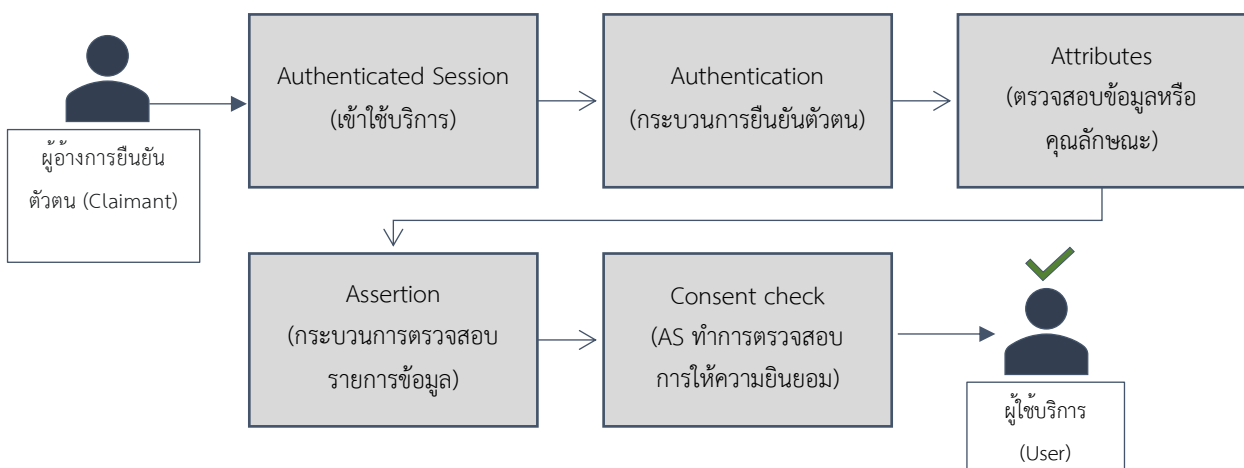 ผู้อ้างการยืนยัน
ตัวตน (Claimant)
Authenticated Session
(เข้าใช้บริการ)
Authentication
(กระบวนการยืนยันตัวตน)
Attributes
(ตรวจสอบข้อมูลหรือ
คุณลักษณะ)
Assertion
(กระบวนการตรวจสอบ
รายการข้อมูล)
Consent check
(AS ทำการตรวจสอบ
การให้ความยินยอม)
ผู้ใช้บริการ
(User)